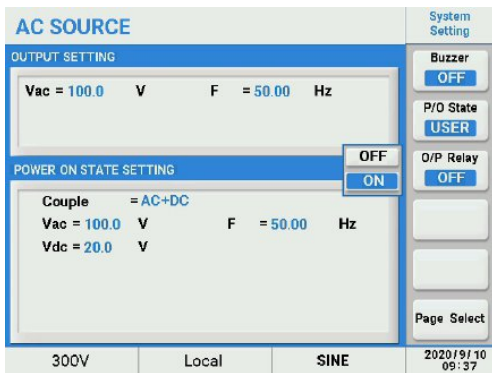 AC SOURCE
System
Setting
OUTPUT SETTING
Vac = 100.0 V F = 50.00 Hz
Buzzer
OFF
P/O State
USER
O/P Relay
OFF
OFF
ON
POWER ON STATE SETTING
Couple = AC+DC
Vac = 100.0 V F = 50.00 Hz
Vdc = 20.0 V
Page Select
300V Local SINE
2020/9/10
09:37